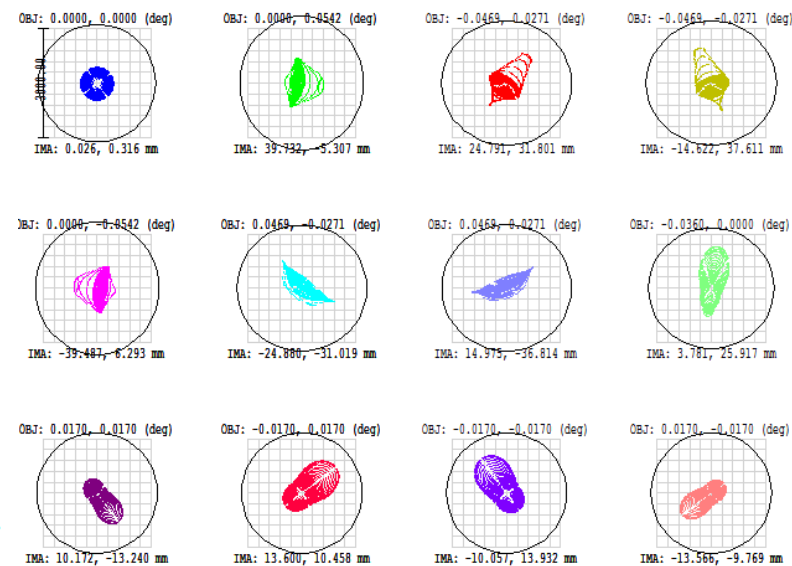 OBJ: 0.0000, 0.0000 (deg)
OBJ: 0.0000, 0.0542 (deg)
OBJ: -0.0469, 0.0271 (deg)
OBJ: -0.0469, -0.0271 (deg)
IMA: 0.026, 0.316 mm
IMA: 39.732, -5.307 mm
IMA: 24.791, 31.801 mm
IMA: -14.622, 37.611 mm
OBJ: 0.0000, -0.0542 (deg)
OBJ: 0.0469, -0.0271 (deg)
OBJ: 0.0469, 0.0271 (deg)
OBJ: -0.0360, 0.0000 (deg)
IMA: -39.487, -6.293 mm
IMA: -24.880, -31.019 mm
IMA: 14.975, -36.814 mm
IMA: 3.781, 25.917 mm
OBJ: 0.0170, 0.0170 (deg)
OBJ: -0.0170, 0.0170 (deg)
OBJ: -0.0170, -0.0170 (deg)
OBJ: 0.0170, -0.0170 (deg)
IMA: 10.172, -13.240 mm
IMA: 13.600, 10.458 mm
IMA: -10.057, 13.932 mm
IMA: -13.566, -9.769 mm